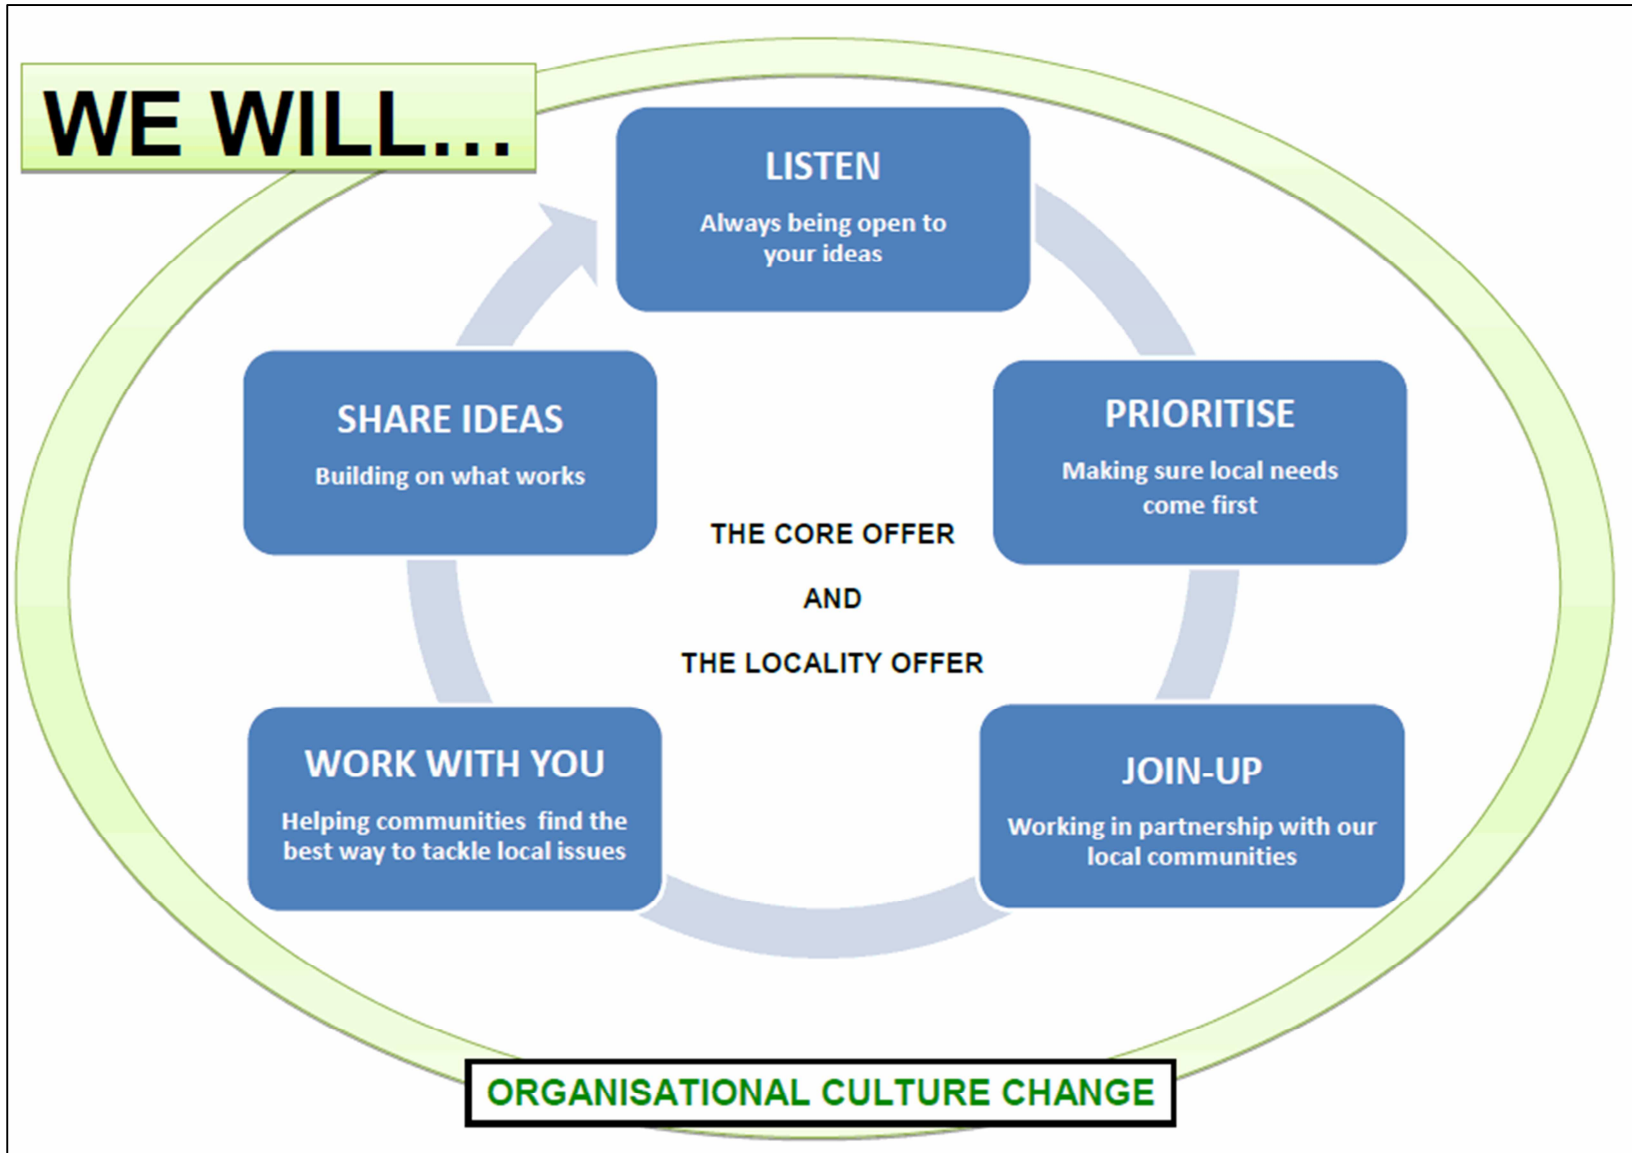 WE WILL...
LISTEN
Always being open to
your ideas
PRIORITISE
Making sure local needs
come first
JOIN-UP
Working in partnership with our
local communities
WORK WITH YOU
Helping communities find the
best way to tackle local issues
SHARE IDEAS
Building on what works
THE CORE OFFER
AND
THE LOCALITY OFFER
ORGANISATIONAL CULTURE CHANGE